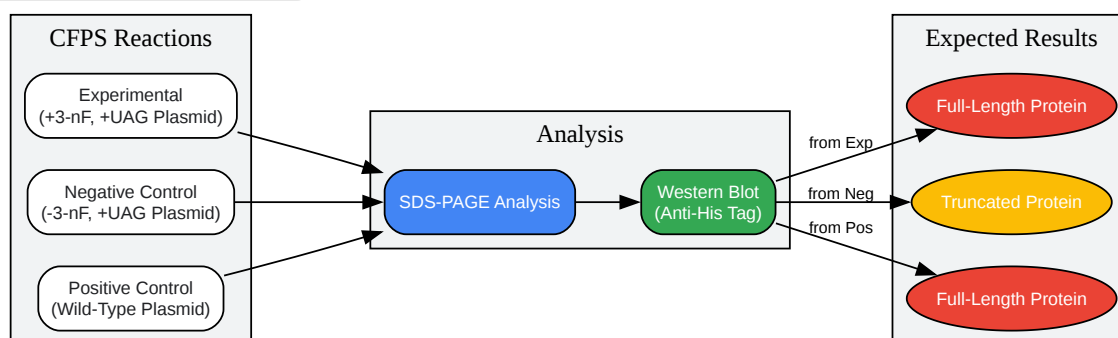 CFPS Reactions
Experimental
(+3-nF, +UAG Plasmid)
Negative Control
(-3-nF, +UAG Plasmid)
Positive Control
(Wild-Type Plasmid)
Analysis
SDS-PAGE Analysis
Western Blot
(Anti-His Tag)
from Exp
from Neg
from Pos
Expected Results
Full-Length Protein
Truncated Protein
Full-Length Protein